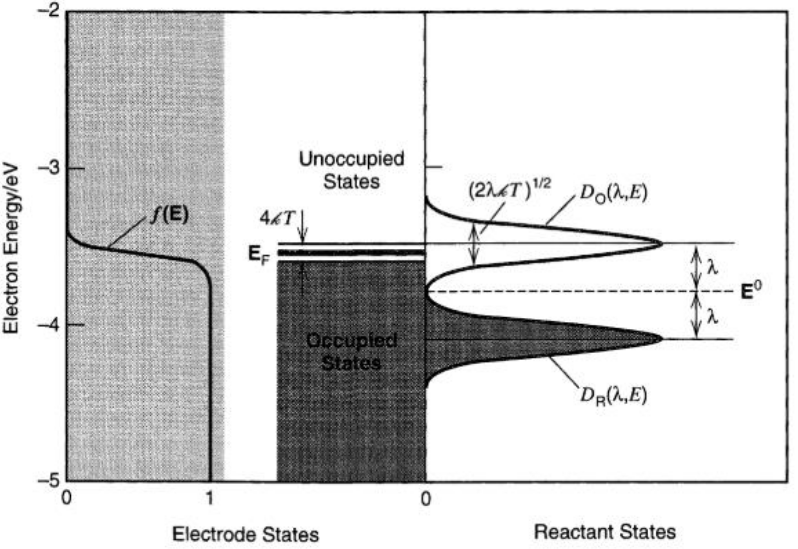 −2
−3
−4
−5
Electron Energy/eV
f(E)
0
1
Electrode States
Unoccupied
States
4𝓀T
E_F
Occupied
States
(2λ𝓀T)^1/2
D_O(λ,E)
λ
E^0
λ
D_R(λ,E)
0
Reactant States